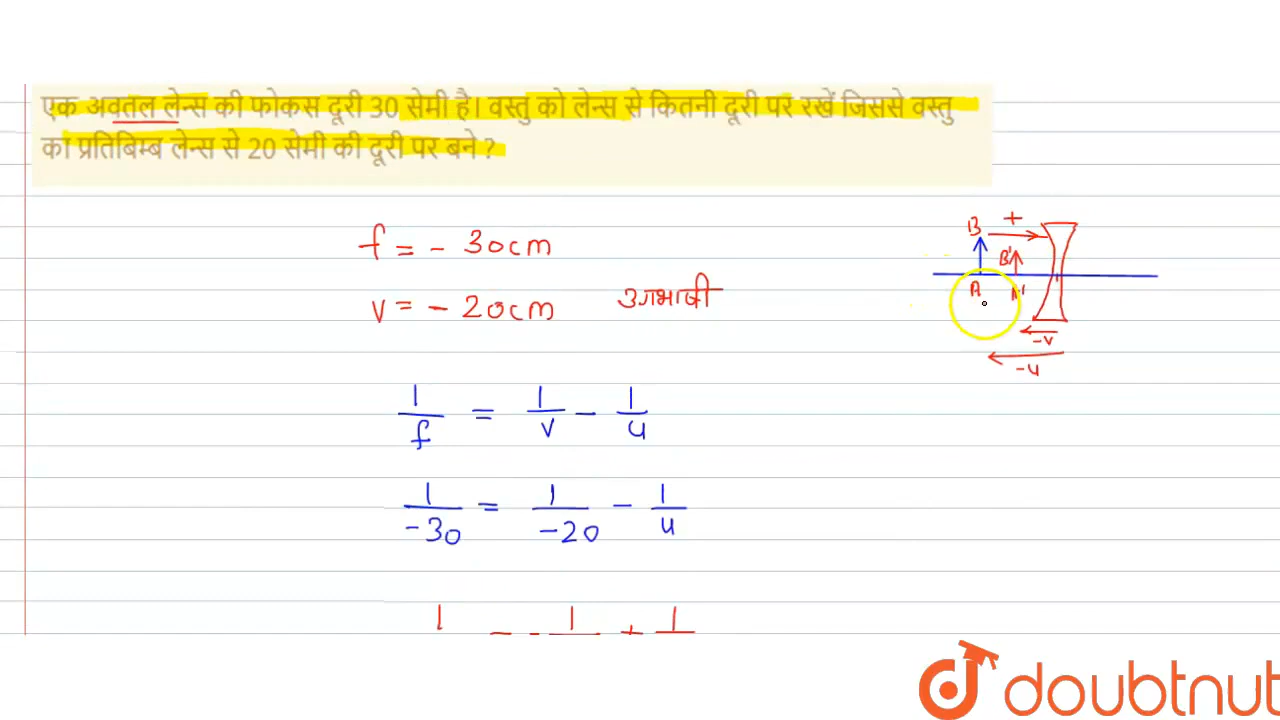 एक अवतल लेन्स की फोकस दूरी 30 सेमी है। वस्तु को लेन्स से कितनी दूरी पर रखें जिससे वस्तु
का प्रतिबिम्ब लेन्स से 20 सेमी की दूरी पर बने ?
f = - 30cm
v = - 20cm
B
+
B'
A
A'
-v
-u
1/f = 1/v - 1/u
1/-30 = 1/-20 - 1/u
doubtnut